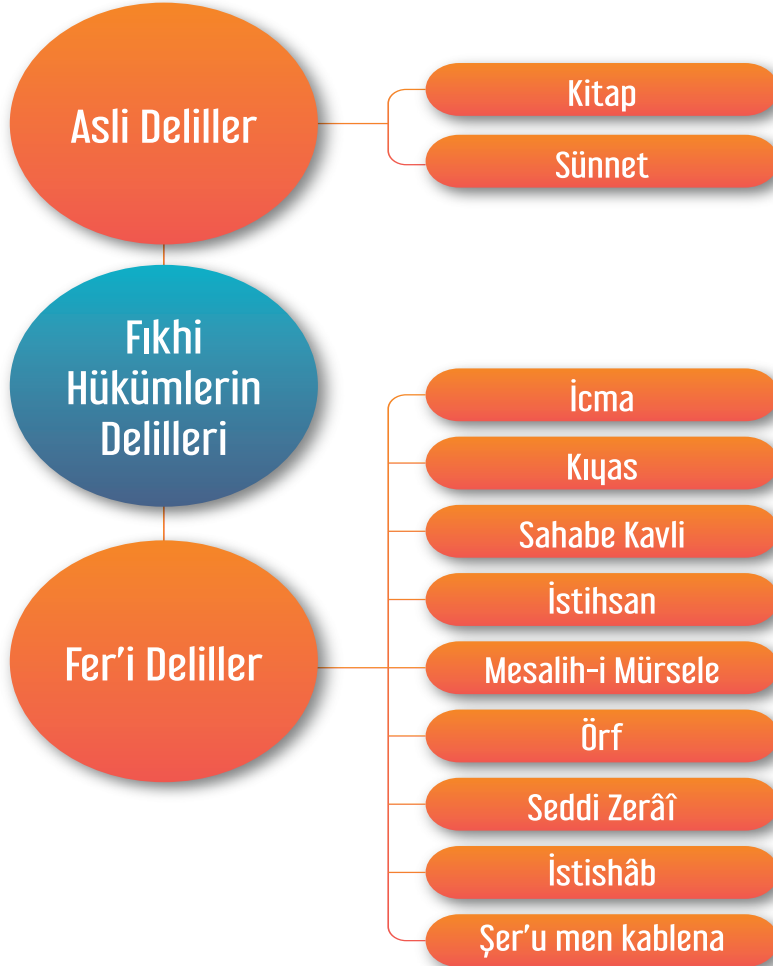 Asli Deliller
Kitap
Sünnet
Fıkhi
Hükümlerin
Delilleri
Fer'i Deliller
İcma
Kıyas
Sahabe Kavli
İstihsan
Mesalih-i Mürsele
Örf
Seddi Zerâî
İstishâb
Şer'u men kablena